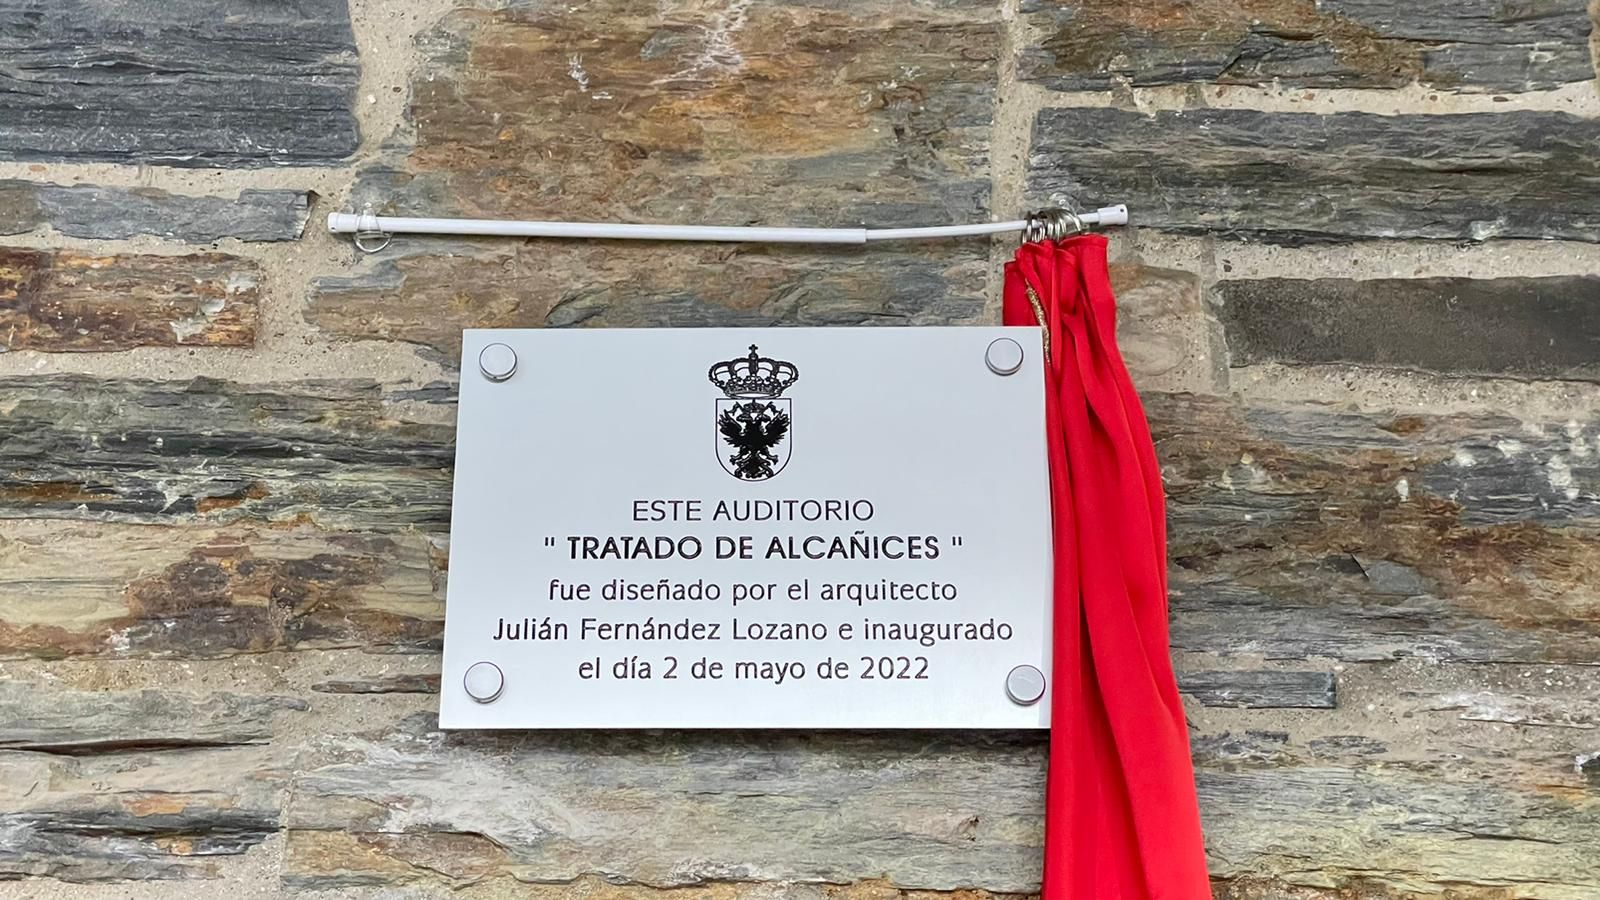 ESTE AUDITORIO
" TRATADO DE ALCAÑICES "
fue diseñado por el arquitecto
Julián Fernández Lozano e inaugurado
el día 2 de mayo de 2022